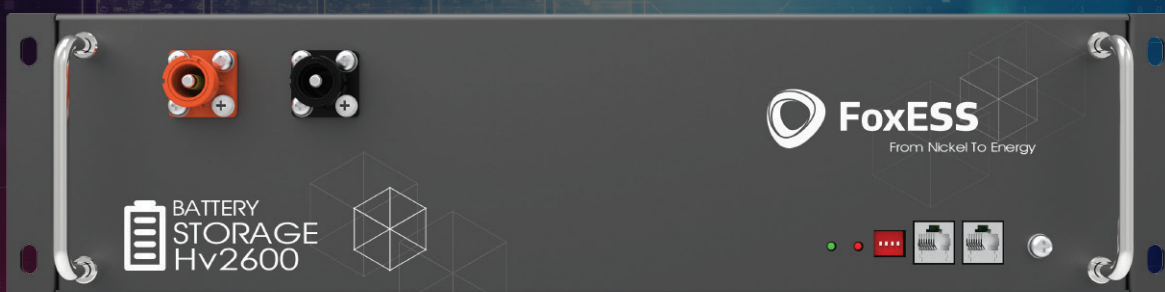 FoxESS
From Nickel To Energy
BATTERY
STORAGE
Hv2600